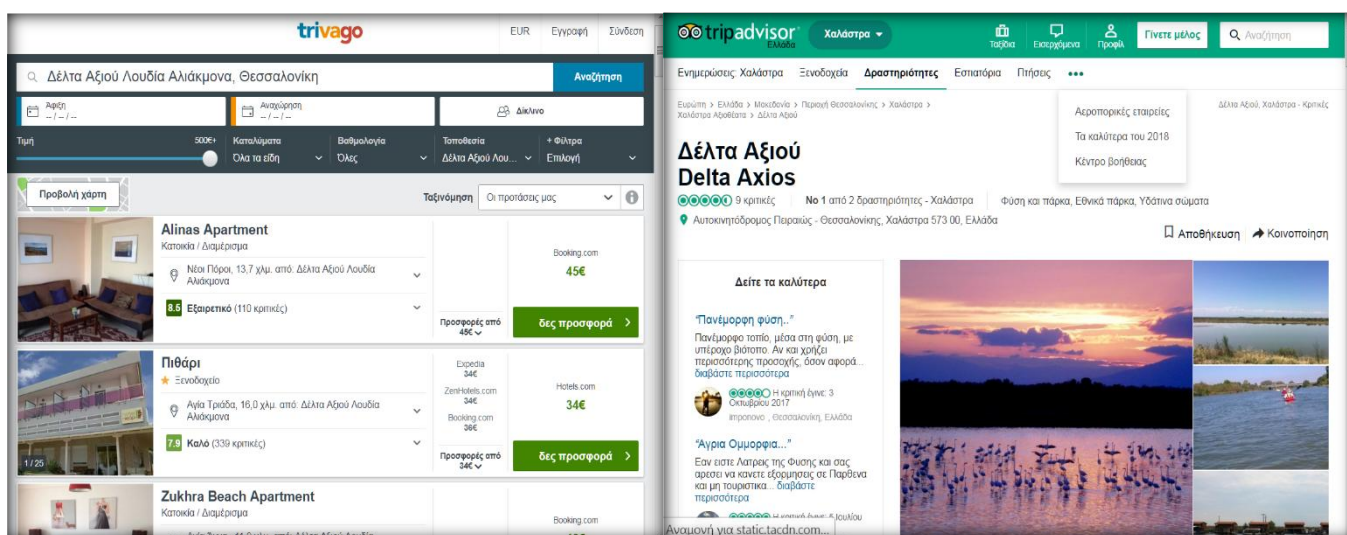 trivago
EUR Εγγραφή Σύνδεση
Δέλτα Αξιού Λουδία Αλιάκμονα, Θεσσαλονίκη
Αναζήτηση
Άφιξη
-- / -- / --
Αναχώρηση
-- / -- / --
Δίκλινο
Τιμή 500€+
Καταλύματα
Όλα τα είδη
Βαθμολογία
Όλες
Τοποθεσία
Δέλτα Αξιού Λου...
+ Φίλτρα
Επιλογή
Προβολή χάρτη
Ταξινόμηση Οι προτάσεις μας
Alinas Apartment
Κατοικία / Διαμέρισμα
Νέοι Πόροι, 13,7 χλμ. από: Δέλτα Αξιού Λουδία
Αλιάκμονα
8.5 Εξαιρετικό (110 κριτικές)
Προσφορές από
45€
Booking.com
45€
δες προσφορά
Πιθάρι
Ξενοδοχείο
Αγία Τριάδα, 16,0 χλμ. από: Δέλτα Αξιού Λουδία
Αλιάκμονα
7.9 Καλό (339 κριτικές)
1 / 25
Expedia
34€
ZenHotels.com
34€
Booking.com
36€
Προσφορές από
34€
Hotels.com
34€
δες προσφορά
Zukhra Beach Apartment
Κατοικία / Διαμέρισμα
Booking.com
tripadvisor
Ελλάδα
Χαλάστρα
Ταξίδια
Εισερχόμενα
Προφίλ
Γίνετε μέλος
Αναζήτηση
Ενημερώσεις: Χαλάστρα Ξενοδοχεία Δραστηριότητες Εστιατόρια Πτήσεις
Αεροπορικές εταιρείες
Τα καλύτερα του 2018
Κέντρο βοήθειας
Ευρώπη > Ελλάδα > Μακεδονία > Περιοχή Θεσσαλονίκης > Χαλάστρα >
Χαλάστρα Αξιοθέατα > Δέλτα Αξιού
Δέλτα Αξιού, Χαλάστρα - Κριτικές
Δέλτα Αξιού
Delta Axios
9 κριτικές Νο 1 από 2 δραστηριότητες - Χαλάστρα Φύση και πάρκα, Εθνικά πάρκα, Υδάτινα σώματα
Αυτοκινητόδρομος Πειραιώς - Θεσσαλονίκης, Χαλάστρα 573 00, Ελλάδα
Αποθήκευση Κοινοποίηση
Δείτε τα καλύτερα
"Πανέμορφη φύση.."
Πανέμορφο τοπίο, μέσα στη φύση, με
υπέροχο βιότοπο. Αν και χρήζει
περισσότερης προσοχής, όσον αφορά...
διαβάστε περισσότερα
Η κριτική έγινε: 3
Οκτωβρίου 2017
imponovo , Θεσσαλονίκη, Ελλάδα
"Αγρια Ομμορφια..."
Εαν ειστε Λατρεις της Φυσης και σας
αρεσει να κανετε εξορμησεις σε Παρθενα
και μη τουριστικα... διαβάστε
περισσότερα
Η κριτική έγινε: 5 Ιουλίου
Αναμονή για static.tacdn.com...